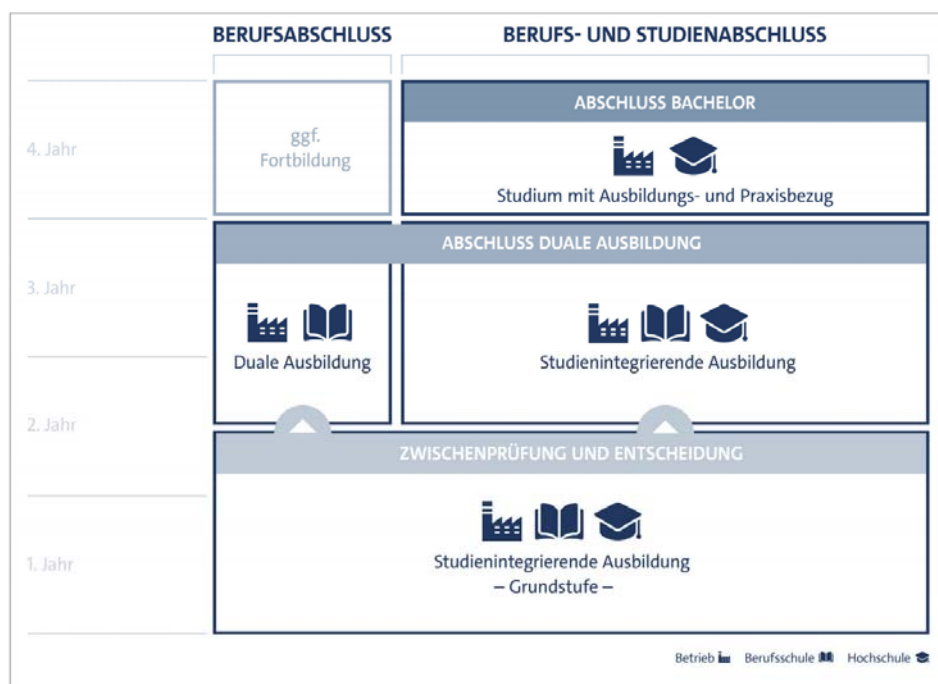 BERUFSABSCHLUSS
BERUFS- UND STUDIENABSCHLUSS
4. Jahr
ggf.
Fortbildung
ABSCHLUSS BACHELOR
Studium mit Ausbildungs- und Praxisbezug
ABSCHLUSS DUALE AUSBILDUNG
3. Jahr
Duale Ausbildung
Studienintegrierende Ausbildung
2. Jahr
ZWISCHENPRÜFUNG UND ENTSCHEIDUNG
Studienintegrierende Ausbildung
– Grundstufe –
1. Jahr
Betrieb Berufsschule Hochschule